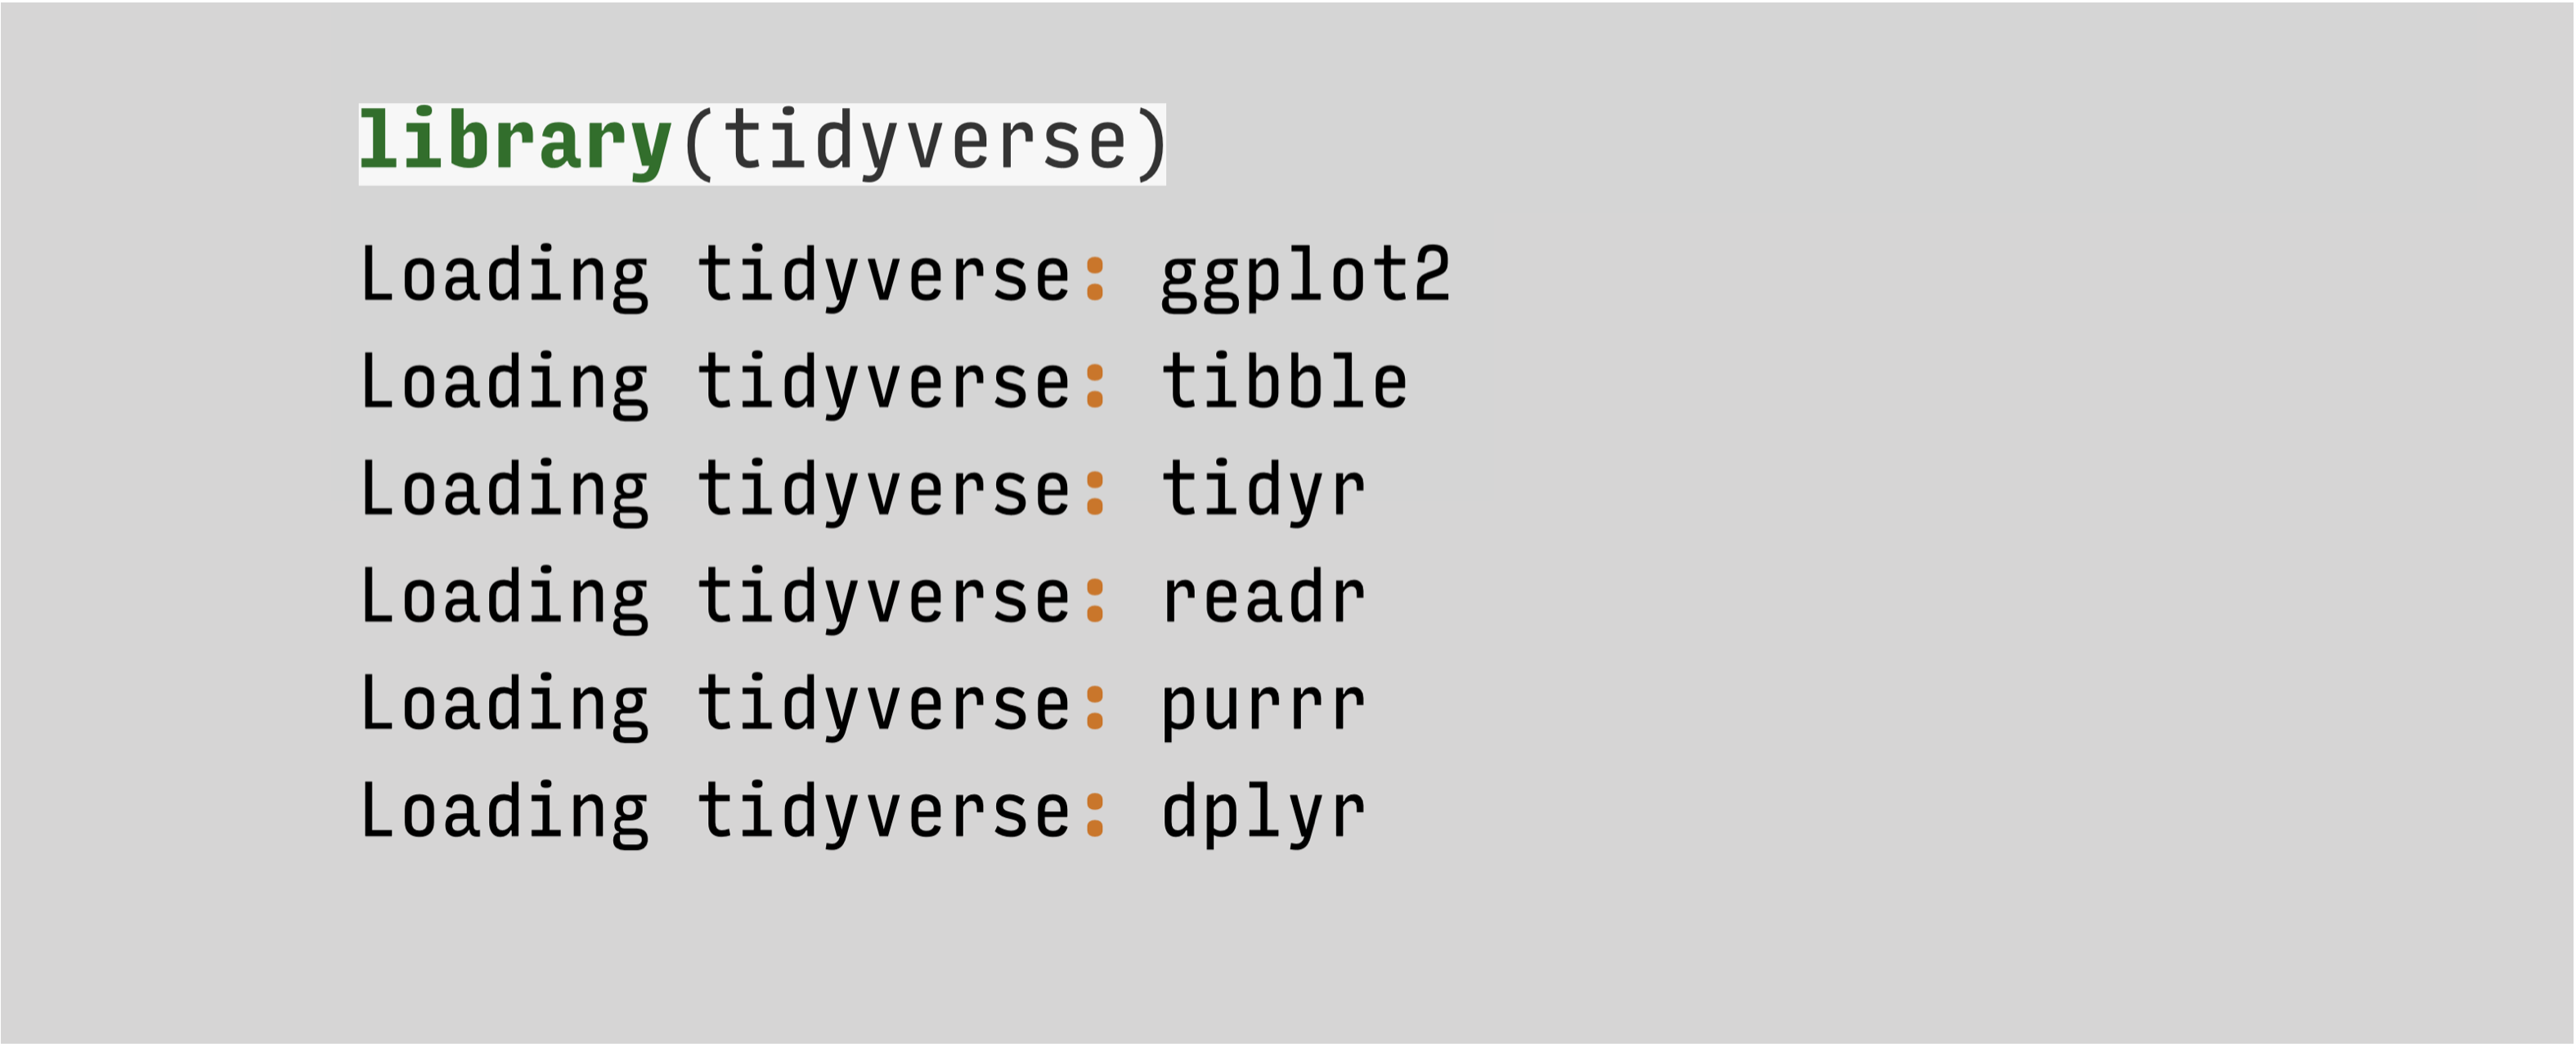 library(tidyverse)
Loading tidyverse: ggplot2
Loading tidyverse: tibble
Loading tidyverse: tidyr
Loading tidyverse: readr
Loading tidyverse: purrr
Loading tidyverse: dplyr